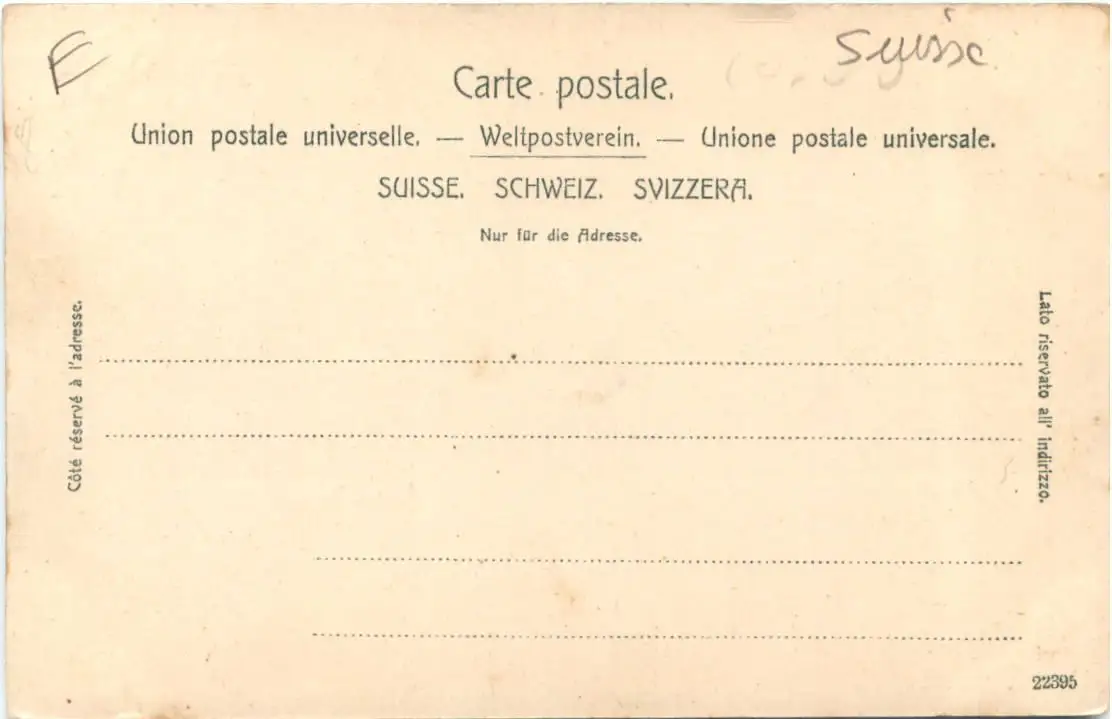 E
Suisse
Carte postale.
Union postale universelle. — Weltpostverein. — Unione postale universale.
SUISSE. SCHWEIZ. SVIZZERA.
Nur für die Adresse.
Côté réservé à l'adresse.
Lato riservato all' indirizzo.
22395